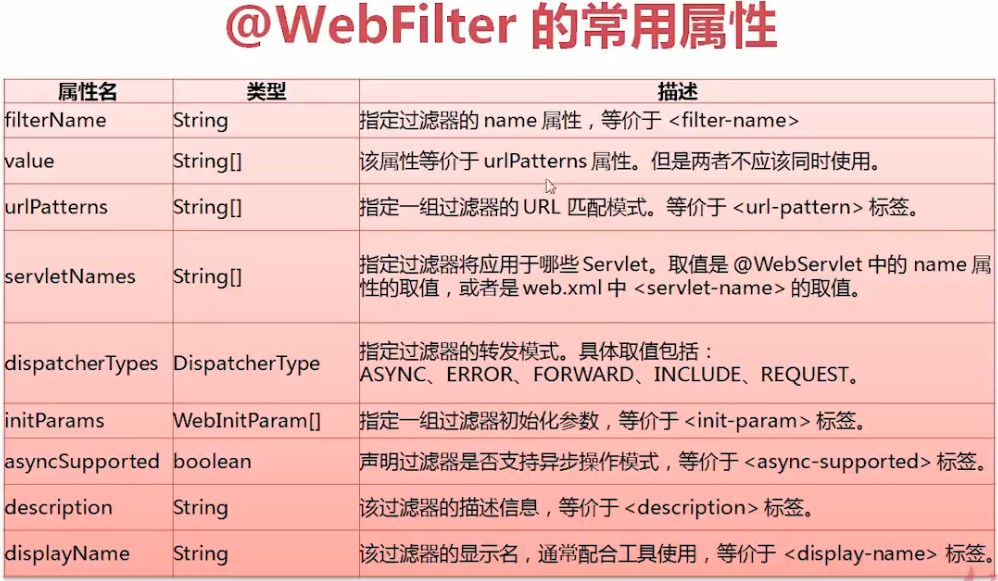 @WebFilter 的常用属性
属性名 类型 描述
filterName String 指定过滤器的 name 属性，等价于 <filter-name>
value String[] 该属性等价于 urlPatterns 属性。但是两者不应该同时使用。
urlPatterns String[] 指定一组过滤器的 URL 匹配模式。等价于 <url-pattern> 标签。
servletNames String[] 指定过滤器将应用于哪些 Servlet。取值是 @WebServlet 中的 name 属
性的取值，或者是 web.xml 中 <servlet-name> 的取值。
dispatcherTypes DispatcherType 指定过滤器的转发模式。具体取值包括：
ASYNC、ERROR、FORWARD、INCLUDE、REQUEST。
initParams WebInitParam[] 指定一组过滤器初始化参数，等价于 <init-param> 标签。
asyncSupported boolean 声明过滤器是否支持异步操作模式，等价于 <async-supported> 标签。
description String 该过滤器的描述信息，等价于 <description> 标签。
displayName String 该过滤器的显示名，通常配合工具使用，等价于 <display-name> 标签。